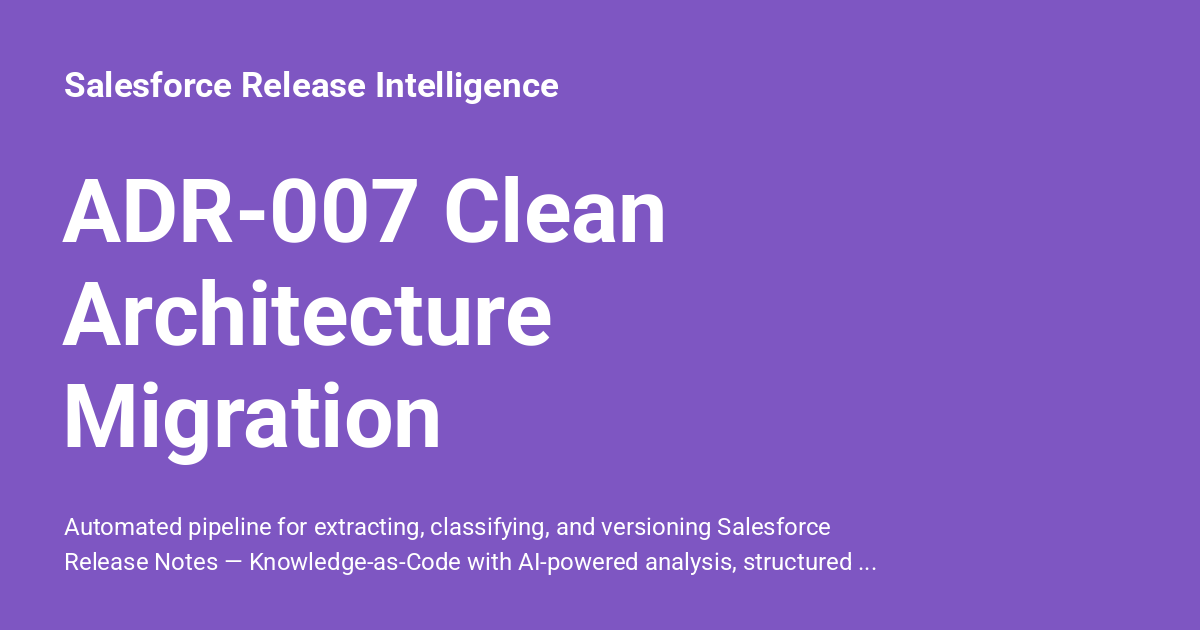 Salesforce Release Intelligence
ADR-007 Clean
Architecture
Migration
Automated pipeline for extracting, classifying, and versioning Salesforce
Release Notes — Knowledge-as-Code with AI-powered analysis, structured ...